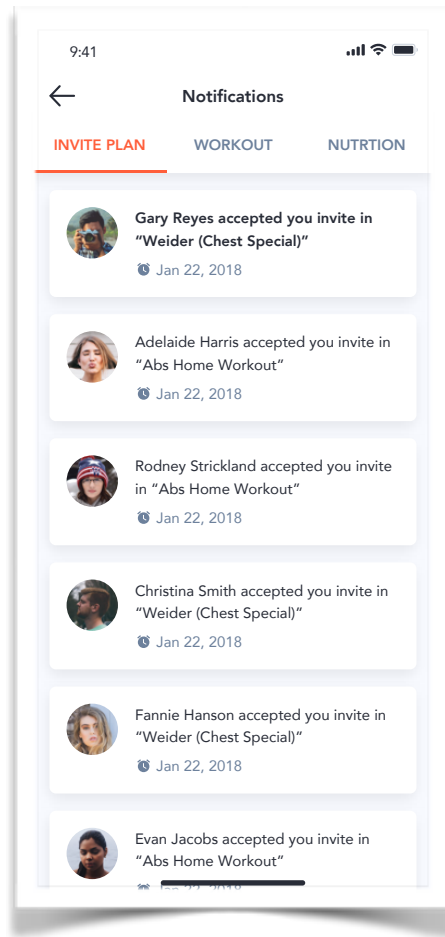 9:41
Notifications
INVITE PLAN WORKOUT NUTRTION
Gary Reyes accepted you invite in
“Weider (Chest Special)”
Jan 22, 2018
Adelaide Harris accepted you invite in
“Abs Home Workout”
Jan 22, 2018
Rodney Strickland accepted you invite
in “Abs Home Workout”
Jan 22, 2018
Christina Smith accepted you invite in
“Weider (Chest Special)”
Jan 22, 2018
Fannie Hanson accepted you invite in
“Weider (Chest Special)”
Jan 22, 2018
Evan Jacobs accepted you invite in
“Abs Home Workout”